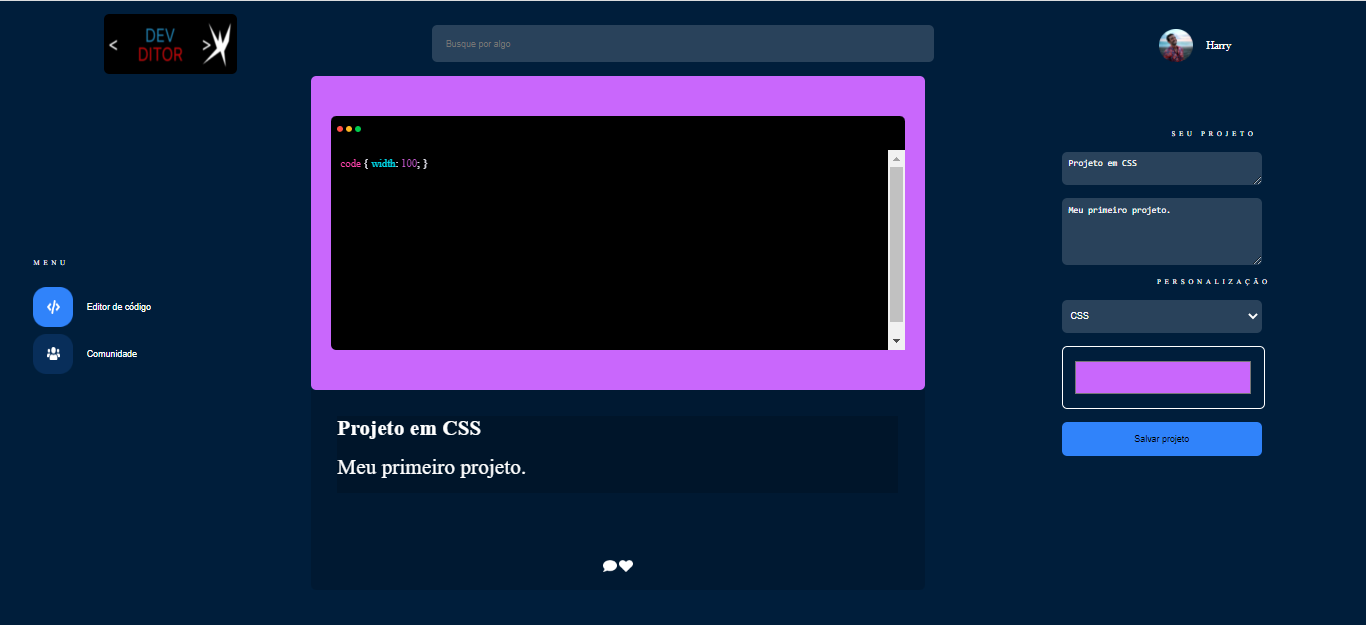 < DEV >
DITOR
Busque por algo
Harry
SEU PROJETO
Projeto em CSS
Meu primeiro projeto.
PERSONALIZAÇÃO
CSS
Salvar projeto
code { width: 100; }
MENU
</>
Editor de código
Comunidade
Projeto em CSS
Meu primeiro projeto.